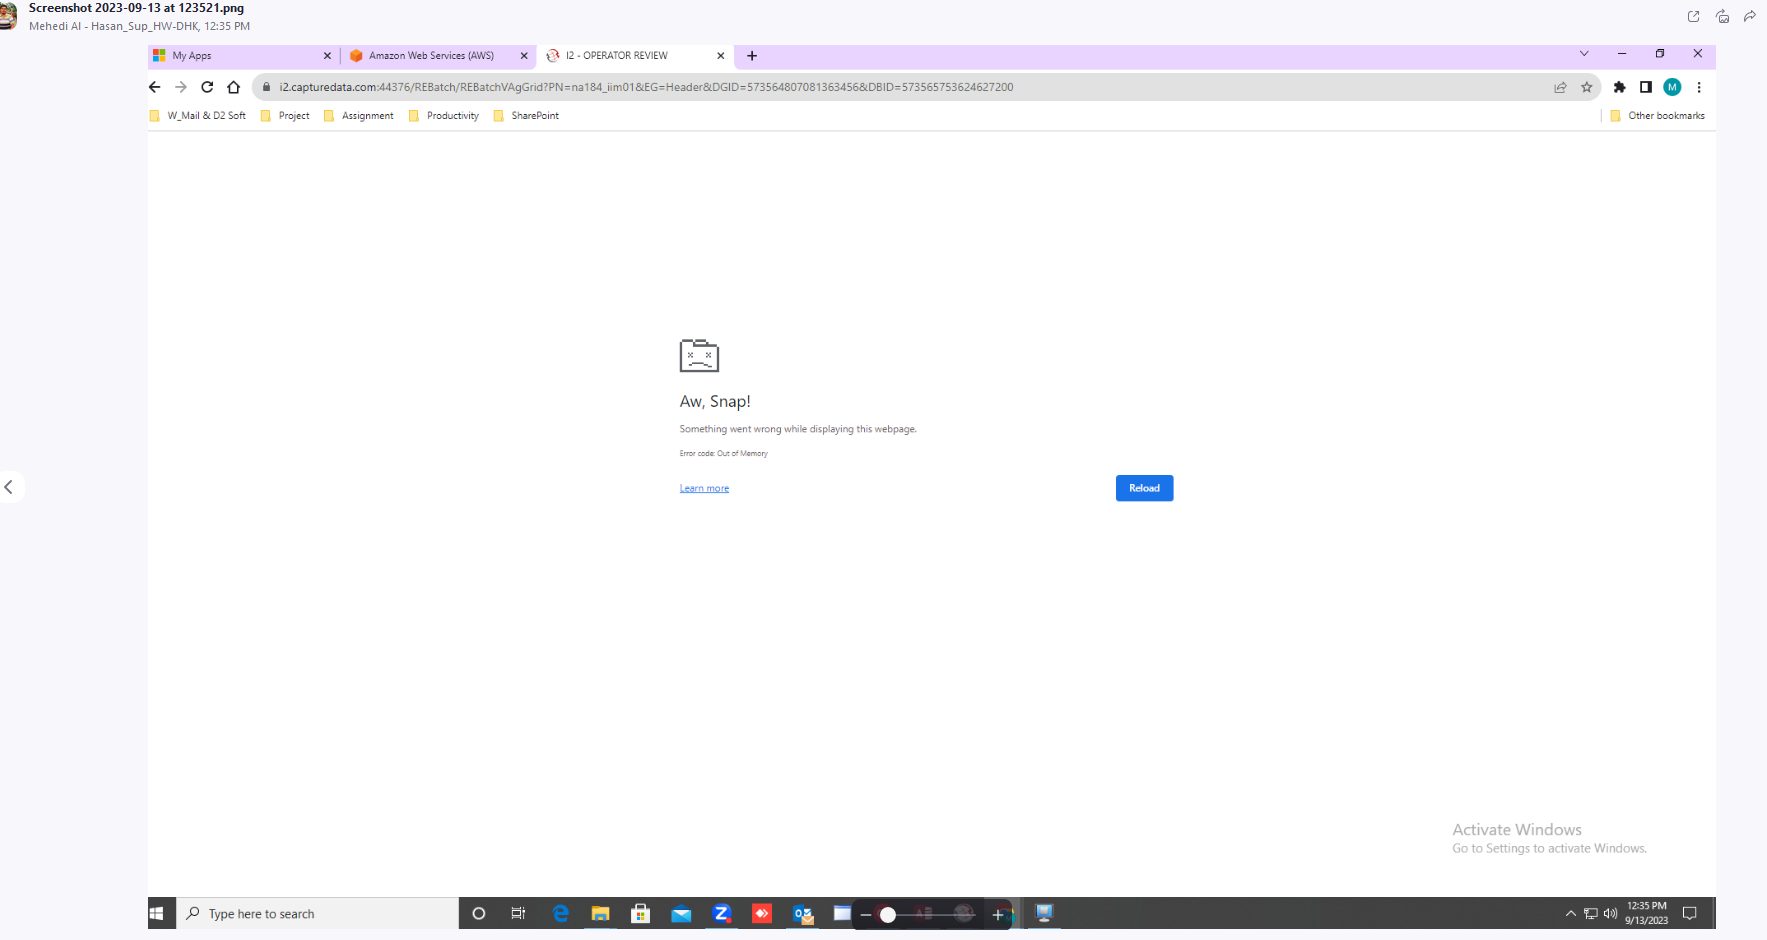 Screenshot 2023-09-13 at 123521.png
Mehedi Al - Hasan_Sup_HW-DHK, 12:35 PM
My Apps
Amazon Web Services (AWS)
I2 - OPERATOR REVIEW
i2.capturedata.com:44376/REBatch/REBatchVAgGrid?PN=na184_iim01&EG=Header&DGID=573564807081363456&DBID=573565753624627200
M
W_Mail & D2 Soft
Project
Assignment
Productivity
SharePoint
Other bookmarks
Aw, Snap!
Something went wrong while displaying this webpage.
Error code: Out of Memory
Learn more
Reload
Activate Windows
Go to Settings to activate Windows.
Type here to search
12:35 PM
9/13/2023